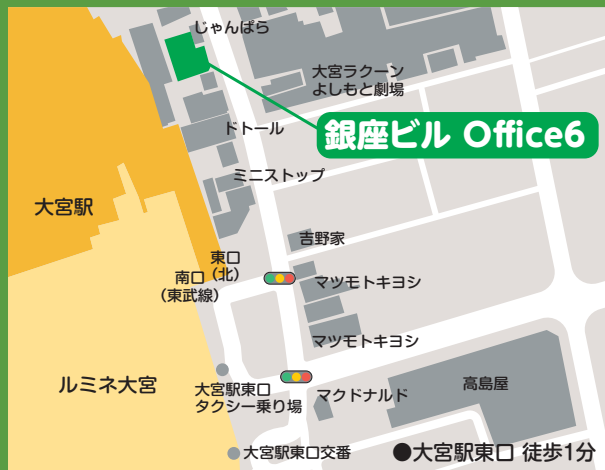 じゃんぱら
大宮ラクーン
よしもと劇場
ドトール
銀座ビル Office6
ミニストップ
大宮駅
吉野家
東口
(北)
南口
(東武線)
マツモトキヨシ
マツモトキヨシ
ルミネ大宮
大宮駅東口
タクシー乗り場
マクドナルド
高島屋
大宮駅東口交番
●大宮駅東口 徒歩1分